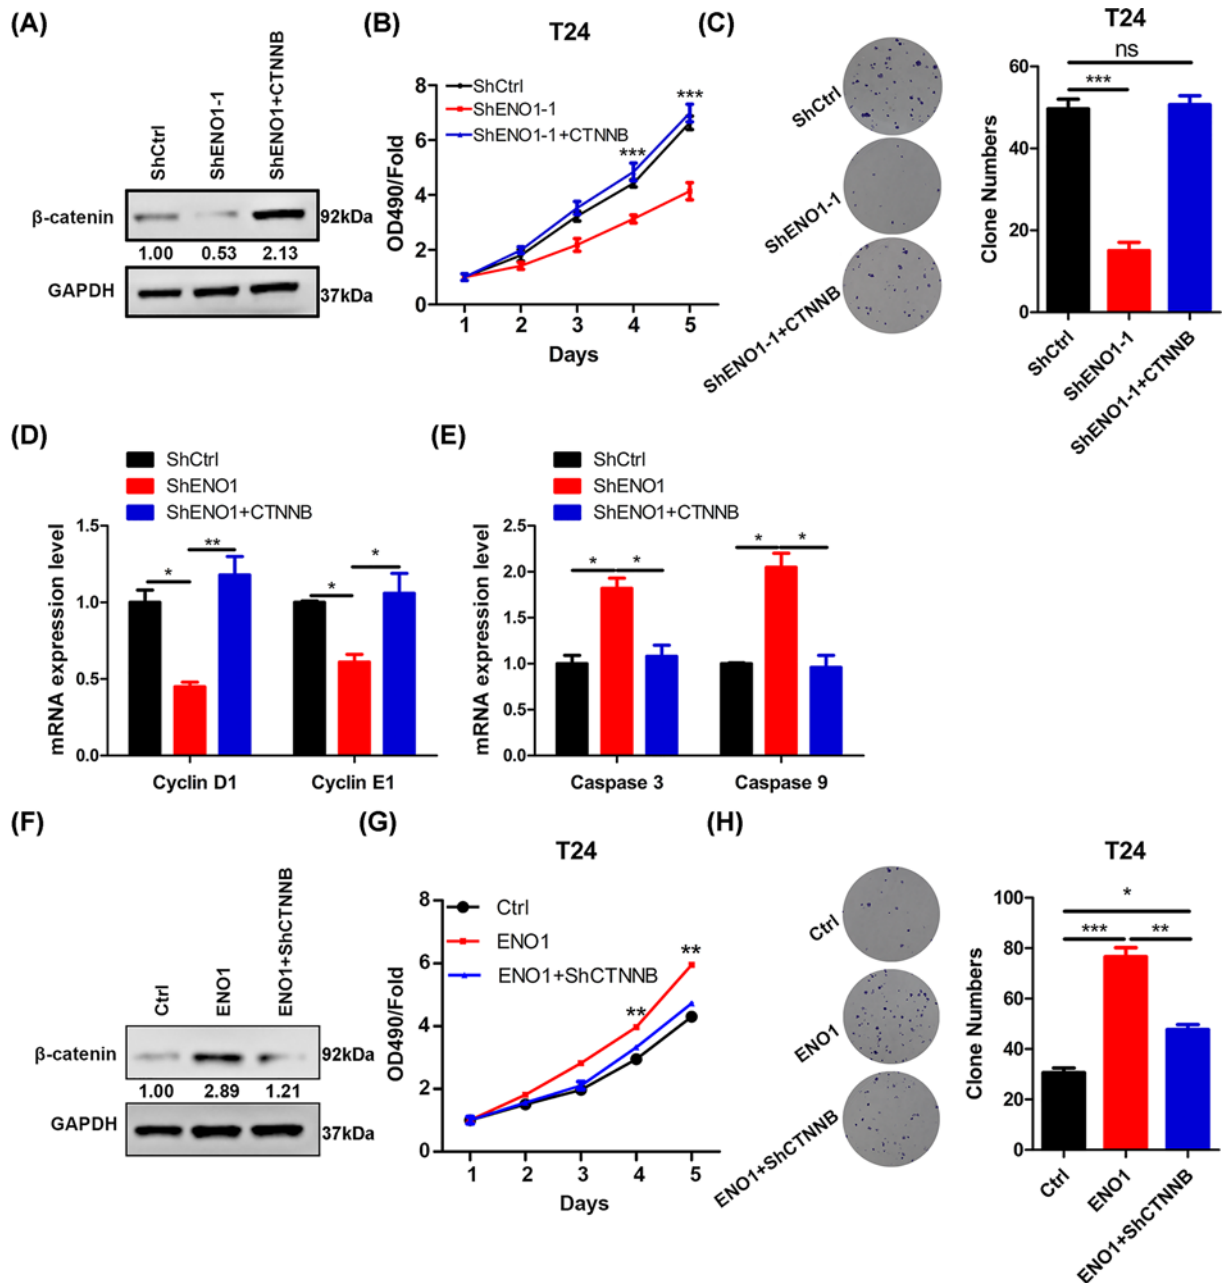 (A)
ShCtrl
ShENO1-1
ShENO1+CTNNB
β-catenin
92kDa
1.00 0.53 2.13
GAPDH
37kDa
(B)
T24
ShCtrl
ShENO1-1
ShENO1-1+CTNNB
***
***
OD490/Fold
8
6
4
2
0
1 2 3 4 5
Days
(C)
ShCtrl
ShENO1-1
ShENO1-1+CTNNB
T24
ns
***
Clone Numbers
60
40
20
0
ShCtrl
ShENO1-1
ShENO1-1+CTNNB
(D)
ShCtrl
ShENO1
ShENO1+CTNNB
mRNA expression level
1.5
1.0
0.5
0.0
*
**
*
*
Cyclin D1 Cyclin E1
(E)
ShCtrl
ShENO1
ShENO1+CTNNB
mRNA expression level
2.5
2.0
1.5
1.0
0.5
0.0
* *
* *
Caspase 3 Caspase 9
(F)
Ctrl
ENO1
ENO1+ShCTNNB
β-catenin
92kDa
1.00 2.89 1.21
GAPDH
37kDa
(G)
T24
Ctrl
ENO1
ENO1+ShCTNNB
**
**
OD490/Fold
8
6
4
2
0
1 2 3 4 5
Days
(H)
Ctrl
ENO1
ENO1+ShCTNNB
T24
*
*** **
Clone Numbers
100
80
60
40
20
0
Ctrl
ENO1
ENO1+ShCTNNB